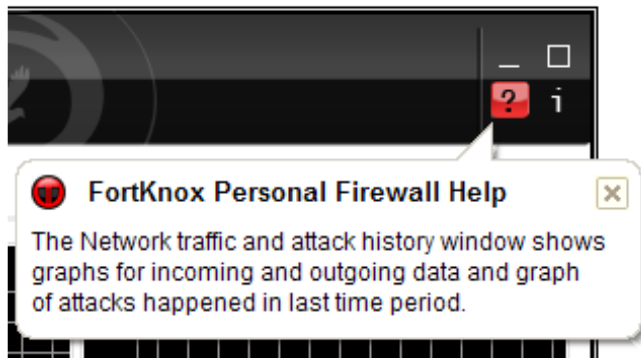 ? i
FortKnox Personal Firewall Help
The Network traffic and attack history window shows
graphs for incoming and outgoing data and graph
of attacks happened in last time period.